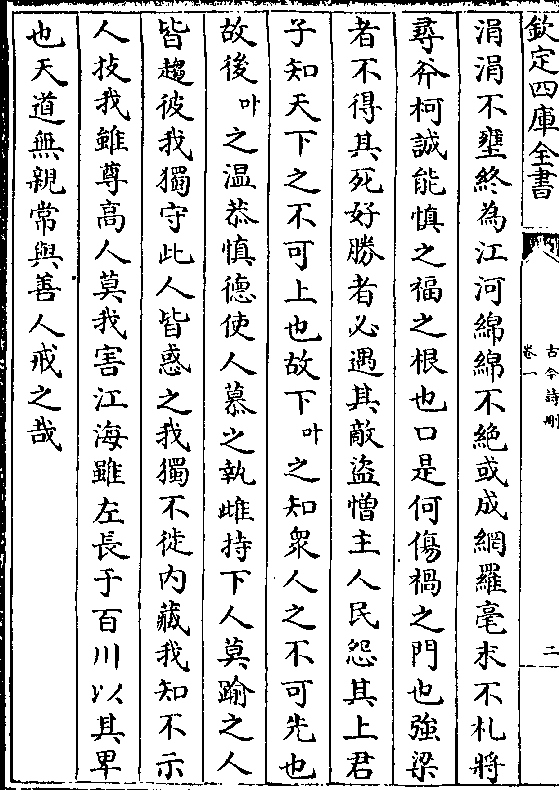 欽定四庫全書
古今詩刪
卷一
二
涓涓不壅終為江河綿綿不絶或成網羅毫末不札將
尋斧柯誠能慎之福之根也口是何傷禍之門也強梁
者不得其死好勝者必遇其敵盗憎主人民怨其上君
子知天下之不可上也故下叶之知衆人之不可先也
故後叶之温恭慎德使人慕之執雌持下人莫踰之人
皆趨彼我獨守此人皆惑之我獨不徙内藏我知不示
人技我雖尊高人莫我害江海雖左長于百川以其卑
也天道無親常與善人戒之哉